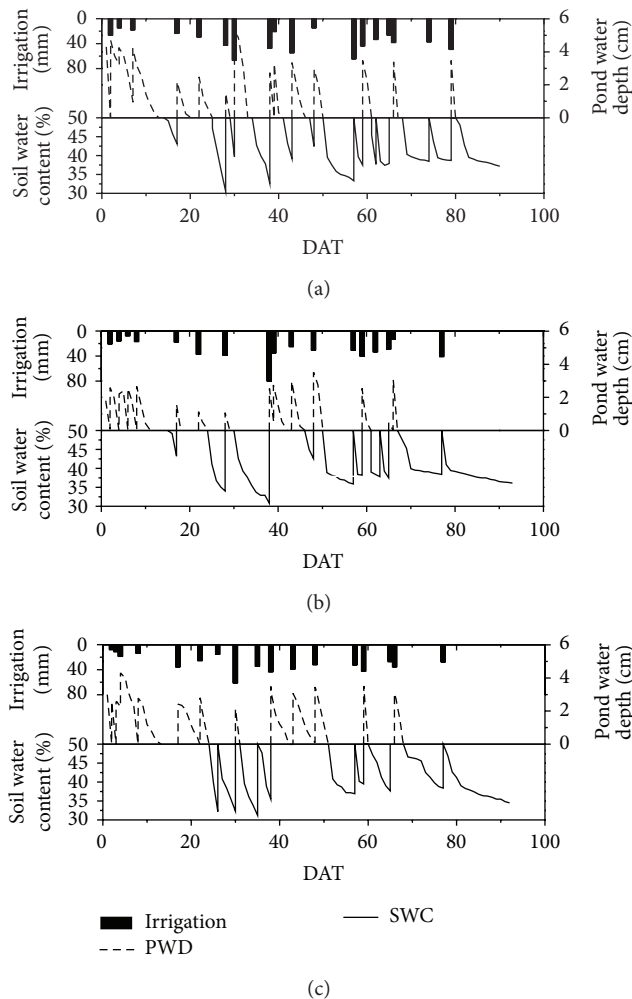 Irrigation
(mm)
0
40
80
6
4
2
0
Pond water
depth (cm)
Soil water
content (%)
50
45
40
35
30
0
20
40
60
80
100
DAT
(a)
Irrigation
(mm)
0
40
80
6
4
2
0
Pond water
depth (cm)
Soil water
content (%)
50
45
40
35
30
0
20
40
60
80
100
DAT
(b)
Irrigation
(mm)
0
40
80
6
4
2
0
Pond water
depth (cm)
Soil water
content (%)
50
45
40
35
30
0
20
40
60
80
100
DAT
Irrigation
SWC
PWD
(c)